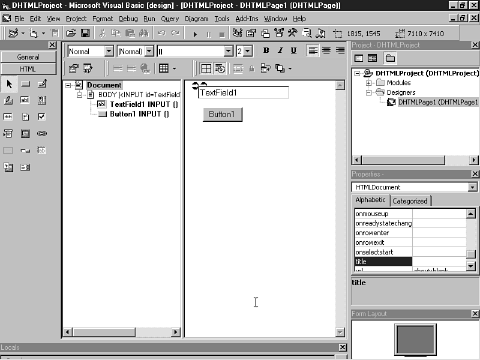 DHTMLProject - Microsoft Visual Basic [design] - [DHTMLProject - DHTMLPage1 (DHTMLPage)]
File Edit View Project Format Debug Run Query Diagram Tools Add-Ins Window Help
1815, 1545 7410 x 7410
General
HTML
(Normal) (Normal) 2 B I U
Document
BODY (<INPUT id=TextField
TextField1 INPUT ()
Button1 INPUT ()
TextField1
Button1
Project - DHTMLProject
DHTMLProject (DHTMLProject)
Modules
Designers
DHTMLPage1 (DHTMLPage1
Properties -
HTMLDocument
Alphabetic Categorized
onmouseup
onreadystatechang
onrowenter
onrowexit
onselectstart
title
title
Form Layout
Locals